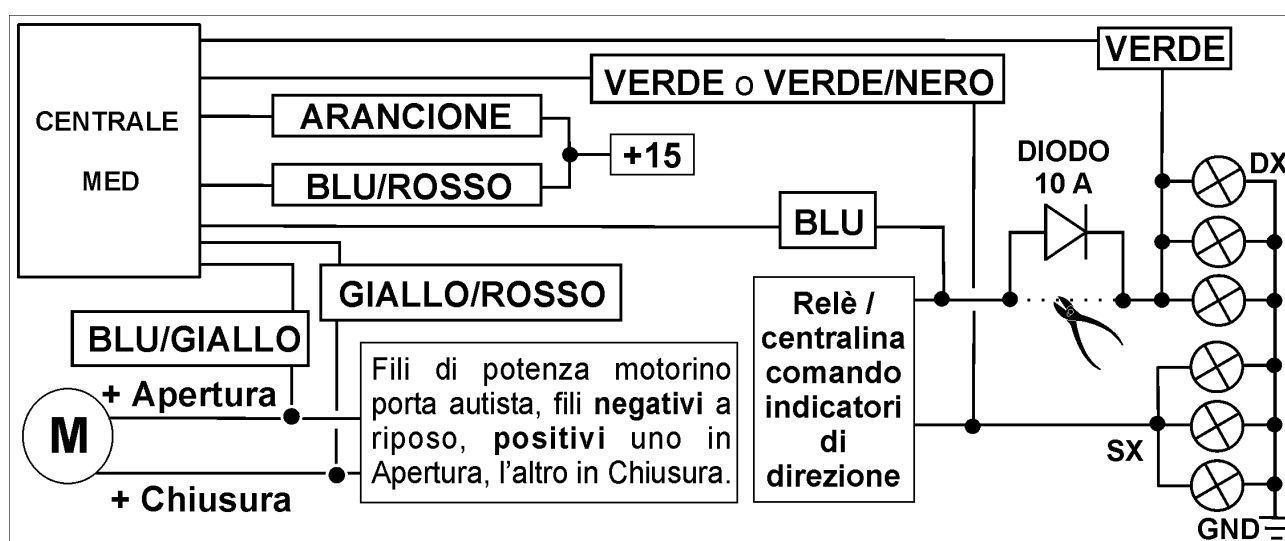 CENTRALE
MED
VERDE
VERDE o VERDE/NERO
ARANCIONE
+15
BLU/ROSSO
DIODO
10 A
DX
BLU
GIALLO/ROSSO
BLU/GIALLO
+ Apertura
M
+ Chiusura
Fili di potenza motorino
porta autista, fili negativi a
riposo, positivi uno in
Apertura, l'altro in Chiusura.
Relè /
centralina
comando
indicatori
di
direzione
SX
GND